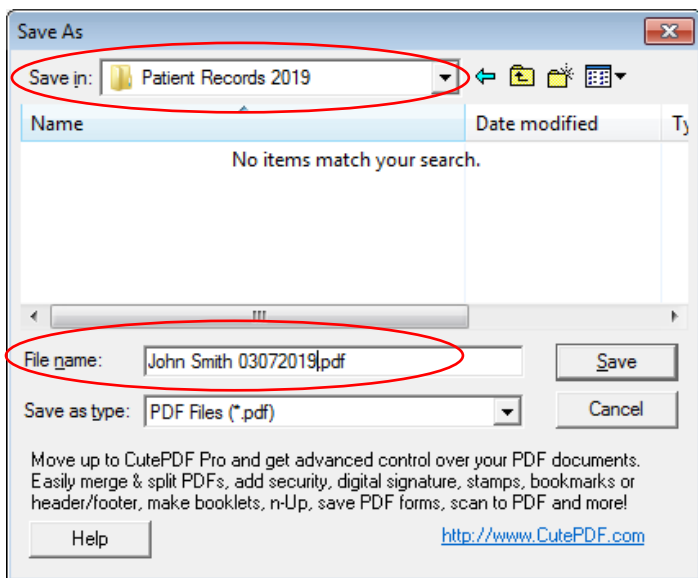 Save As
Save in: Patient Records 2019
Name Date modified Ty
No items match your search.
File name: John Smith 03072019.pdf Save
Save as type: PDF Files (*.pdf) Cancel
Move up to CutePDF Pro and get advanced control over your PDF documents.
Easily merge & split PDFs, add security, digital signature, stamps, bookmarks or
header/footer, make booklets, n-Up, save PDF forms, scan to PDF and more!
Help http://www.CutePDF.com